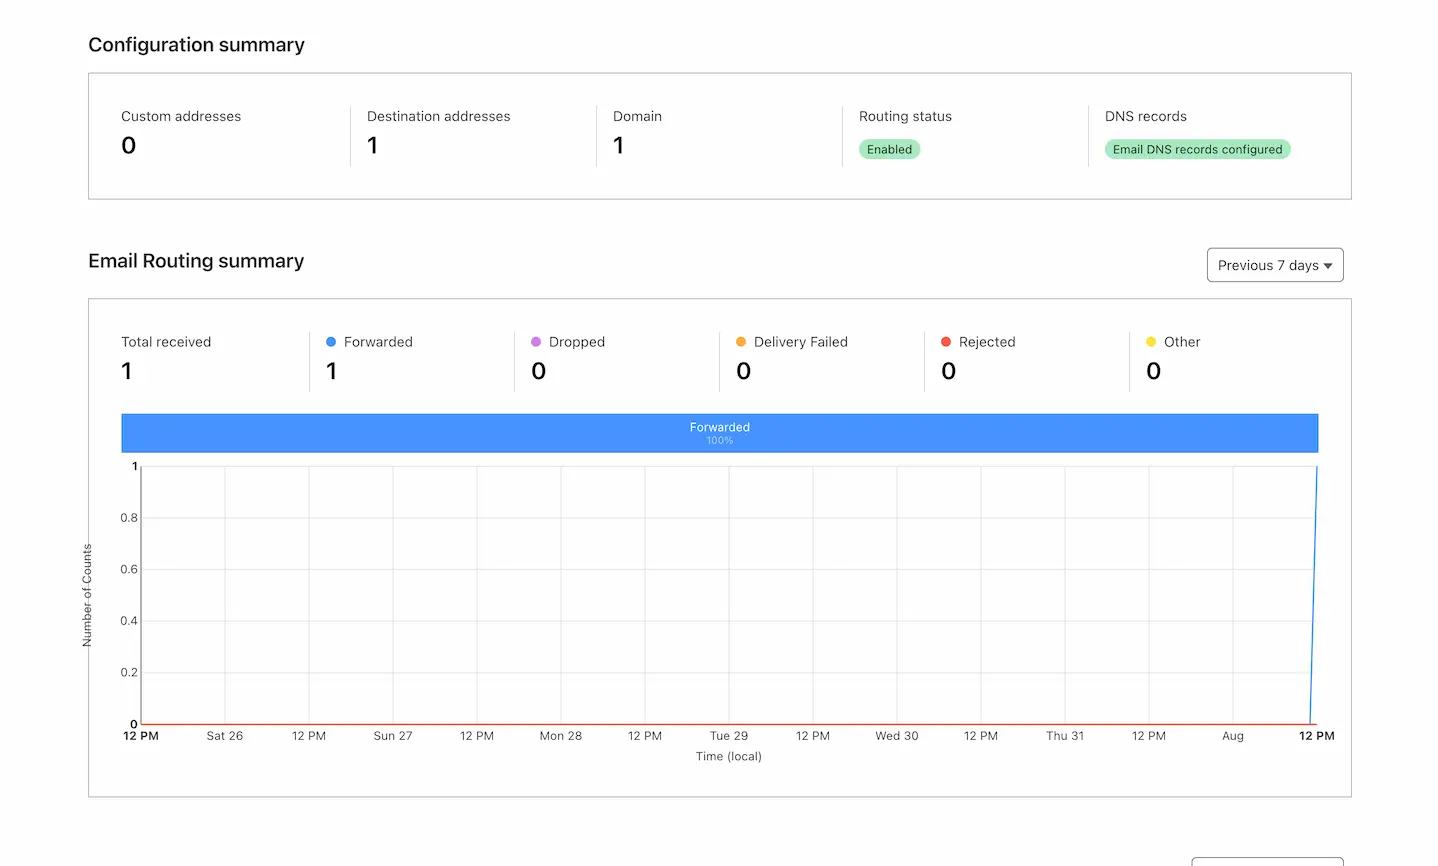 Configuration summary
Custom addresses
0
Destination addresses
1
Domain
1
Routing status
Enabled
DNS records
Email DNS records configured
Email Routing summary
Previous 7 days
Total received
1
Forwarded
1
Dropped
0
Delivery Failed
0
Rejected
0
Other
0
Forwarded
100%
Number of Counts
1
0.8
0.6
0.4
0.2
0
12 PM Sat 26 12 PM Sun 27 12 PM Mon 28 12 PM Tue 29 12 PM Wed 30 12 PM Thu 31 12 PM Aug 12 PM
Time (local)